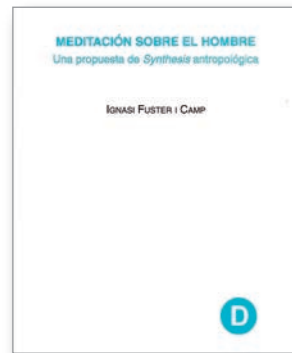 MEDITACIÓN SOBRE EL HOMBRE
Una propuesta de Synthesis antropológica
IGNASI FUSTER I CAMP
D